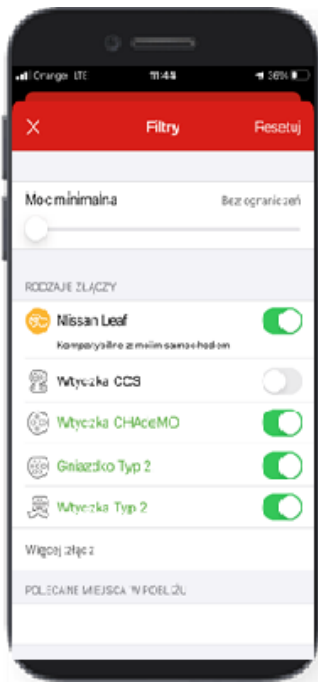 Orange LTE 11:44 36%
Filtry Resetuj
Moc minimalna Bez ograniczeń
RODZAJE ZŁĄCZY
Nissan Leaf
Kompatybilne z moim samochodem
Wtyczka CCS
Wtyczka CHAdeMO
Gniazdko Typ 2
Wtyczka Typ 2
Więcej złącz
POLECANE MIEJSCA W POBLIŻU